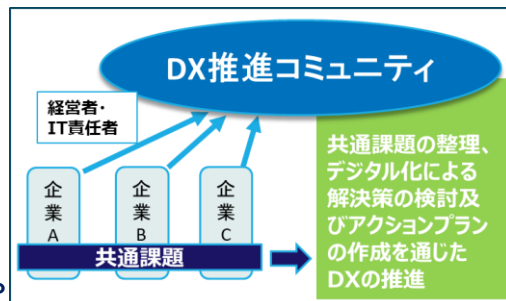 DX推進コミュニティ
経営者・
IT責任者
企業A
企業B
企業C
共通課題
共通課題の整理、
デジタル化による
解決策の検討及
びアクションプラン
の作成を通じた
DXの推進